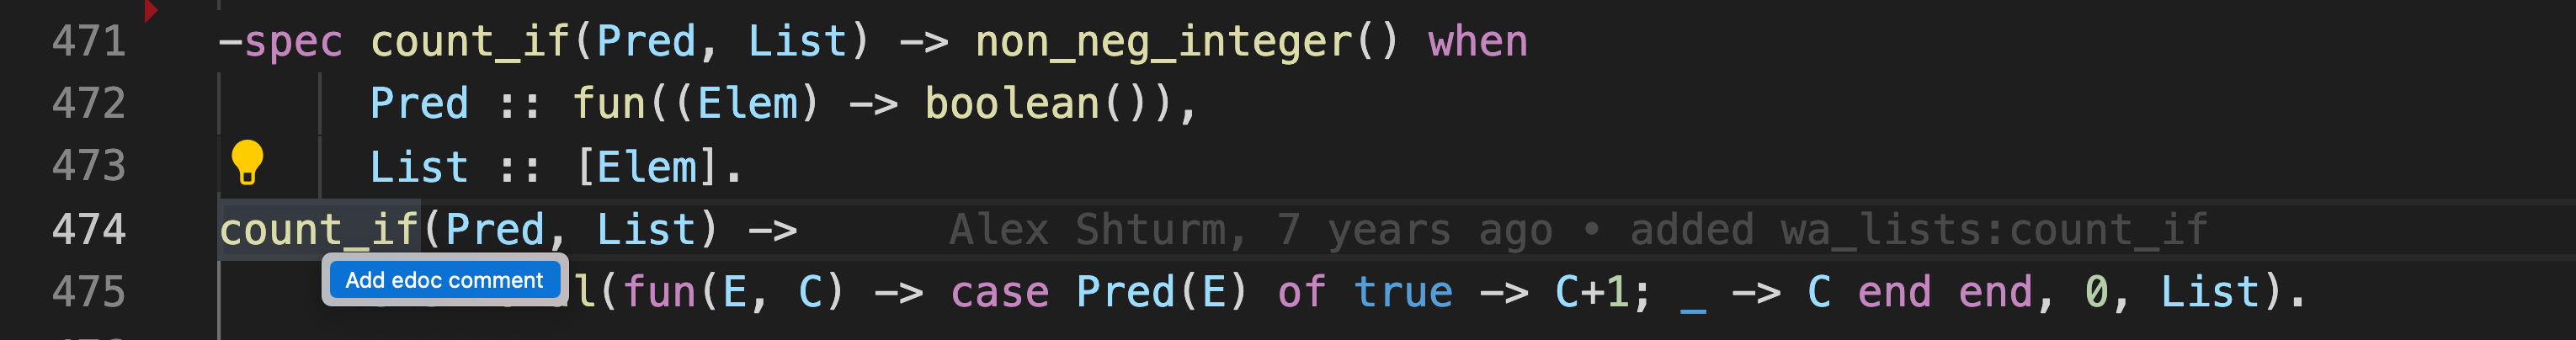 471 -spec count_if(Pred, List) -> non_neg_integer() when
472 Pred :: fun((Elem) -> boolean()),
473 List :: [Elem].
474 count_if(Pred, List) -> Alex Shturm, 7 years ago • added wa_lists:count_if
Add edoc comment
475 l(fun(E, C) -> case Pred(E) of true -> C+1; _ -> C end end, 0, List).